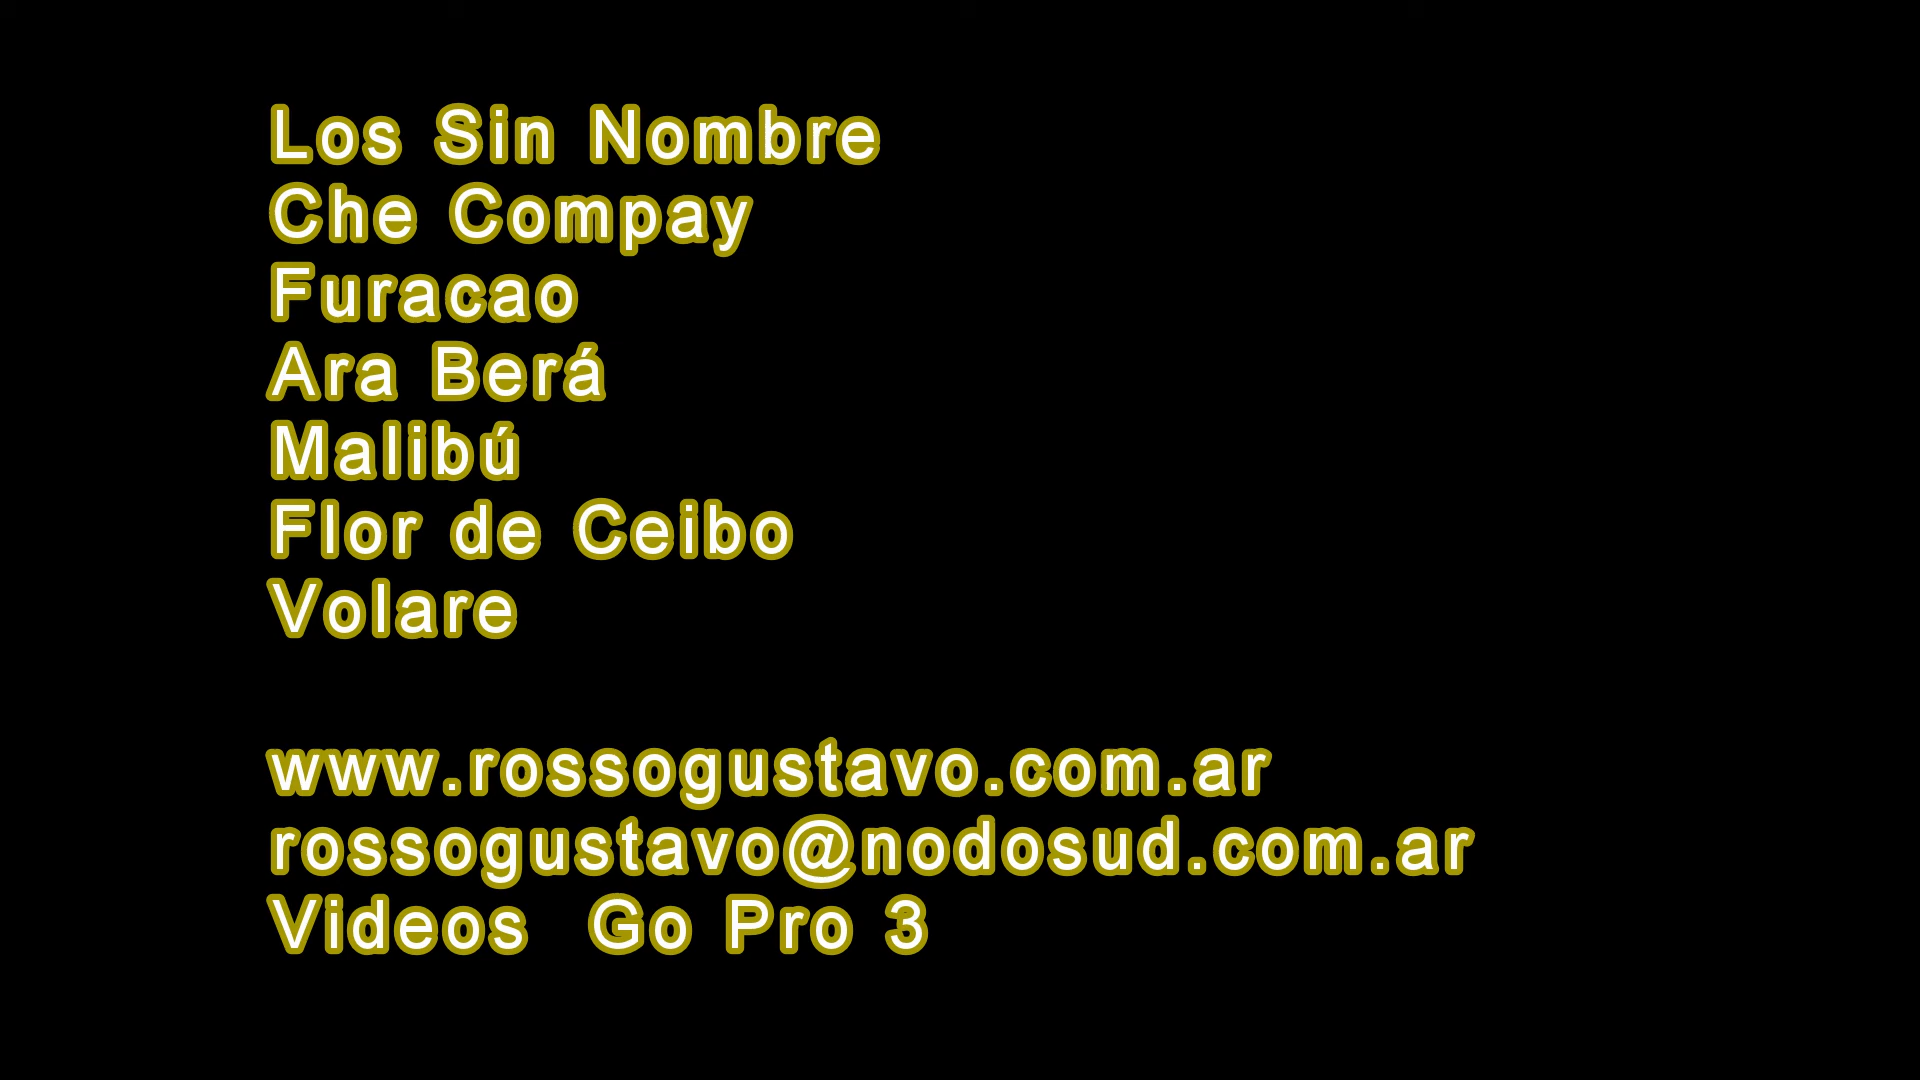 Los Sin Nombre
Che Compay
Furacao
Ara Berá
Malibú
Flor de Ceibo
Volare
www.rossogustavo.com.ar
rossogustavo@nodosud.com.ar
Videos  Go Pro 3